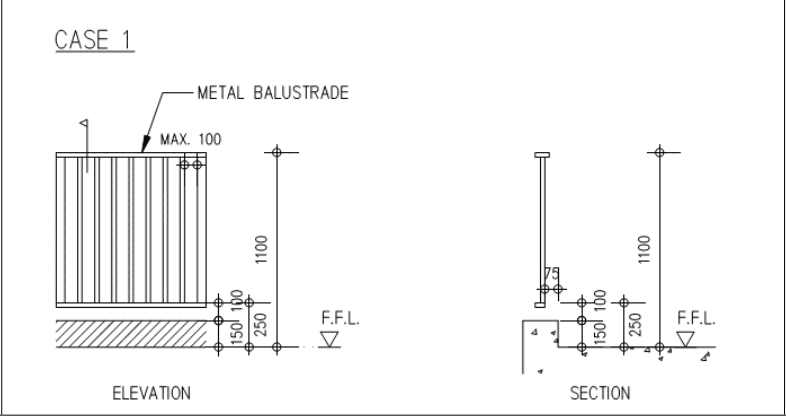 CASE 1
METAL BALUSTRADE
MAX. 100
1100
100
150
250
F.F.L.
ELEVATION
75
1100
100
150
250
F.F.L.
SECTION